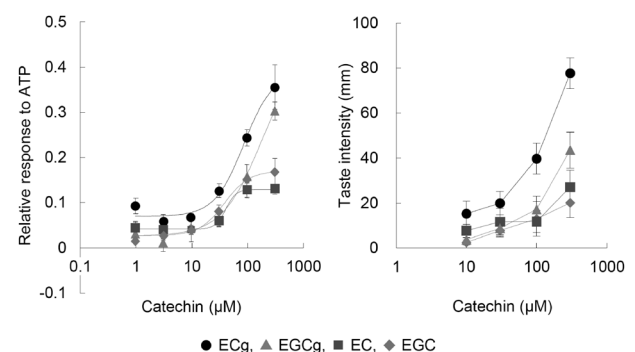 0.5
0.4
0.3
0.2
0.1
0
-0.1
0.1 1 10 100 1000
Relative response to ATP
Catechin (µM)
100
80
60
40
20
0
1 10 100 1000
Taste intensity (mm)
Catechin (µM)
ECg, EGCg, EC, EGC